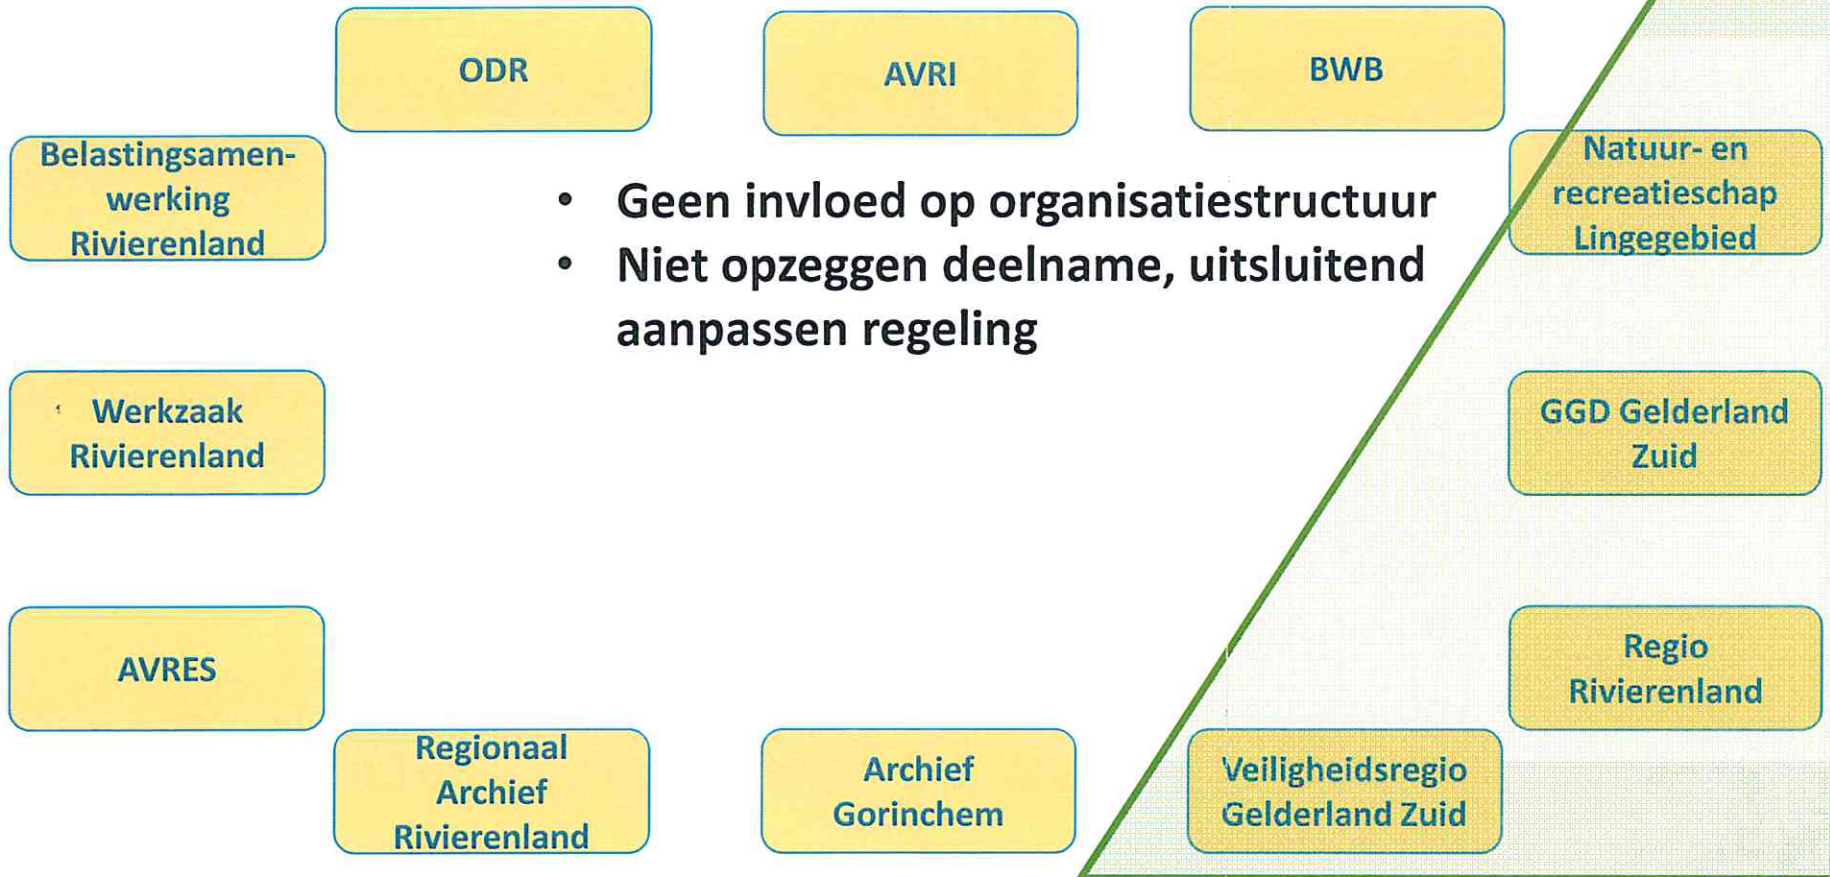 ODR
AVRI
BWB
Belastingsamen-
werking
Rivierenland
Natuur- en
recreatieschap
Lingegebied
• Geen invloed op organisatiestructuur
• Niet opzeggen deelname, uitsluitend
aanpassen regeling
Werkzaak
Rivierenland
GGD Gelderland
Zuid
AVRES
Regio
Rivierenland
Regionaal
Archief
Rivierenland
Archief
Gorinchem
Veiligheidsregio
Gelderland Zuid